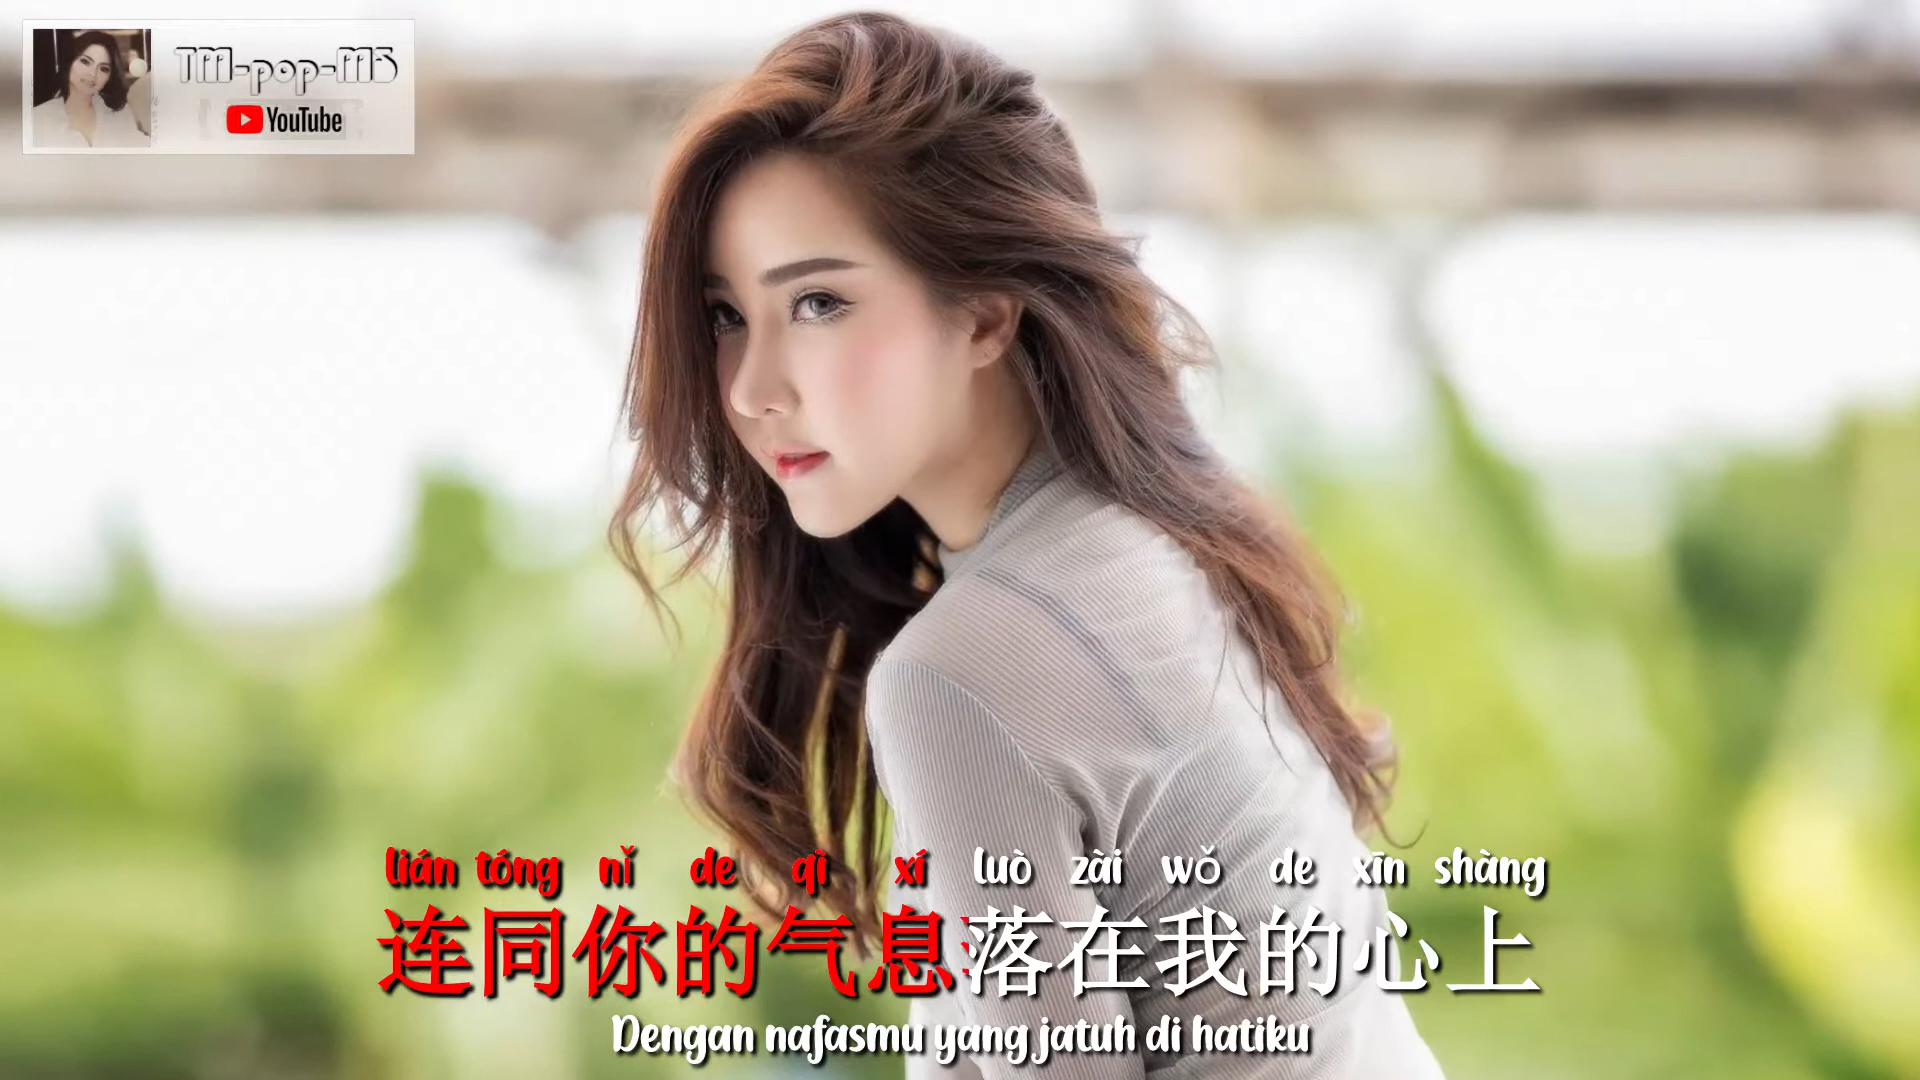 TM-pop-M3
YouTube
lián tóng nǐ de qì xí luò zài wǒ de xīn shàng
连同你的气息落在我的心上
Dengan nafasmu yang jatuh di hatiku